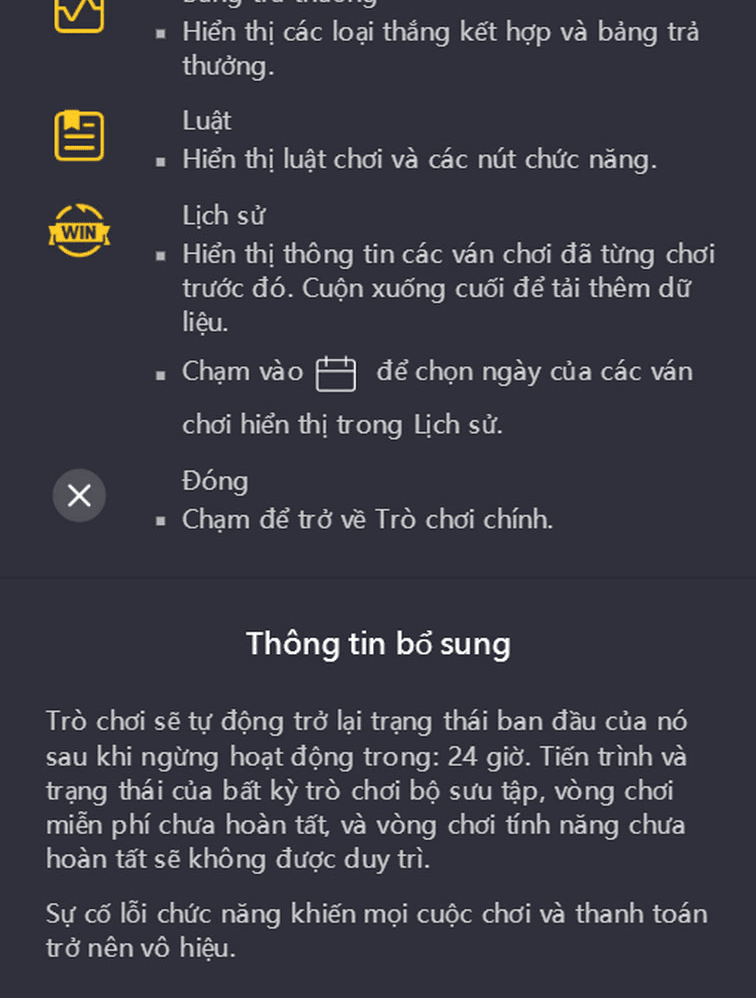 Hiển thị các loại thắng kết hợp và bảng trả
thưởng.
Luật
Hiển thị luật chơi và các nút chức năng.
WIN
Lịch sử
Hiển thị thông tin các ván chơi đã từng chơi
trước đó. Cuộn xuống cuối để tải thêm dữ
liệu.
Chạm vào để chọn ngày của các ván
chơi hiển thị trong Lịch sử.
Đóng
Chạm để trở về Trò chơi chính.
Thông tin bổ sung
Trò chơi sẽ tự động trở lại trạng thái ban đầu của nó
sau khi ngừng hoạt động trong: 24 giờ. Tiến trình và
trạng thái của bất kỳ trò chơi bộ sưu tập, vòng chơi
miễn phí chưa hoàn tất, và vòng chơi tính năng chưa
hoàn tất sẽ không được duy trì.
Sự cố lỗi chức năng khiến mọi cuộc chơi và thanh toán
trở nên vô hiệu.